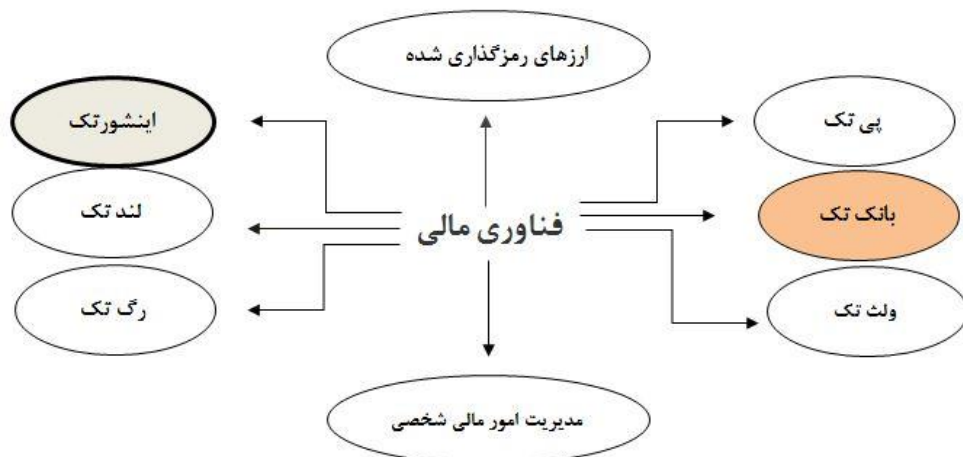 ارزهای رمزگذاری شده
پی تک
اینشورتک
بانک تک
لند تک
فناوری مالی
ولث تک
رگ تک
مدیریت امور مالی شخصی